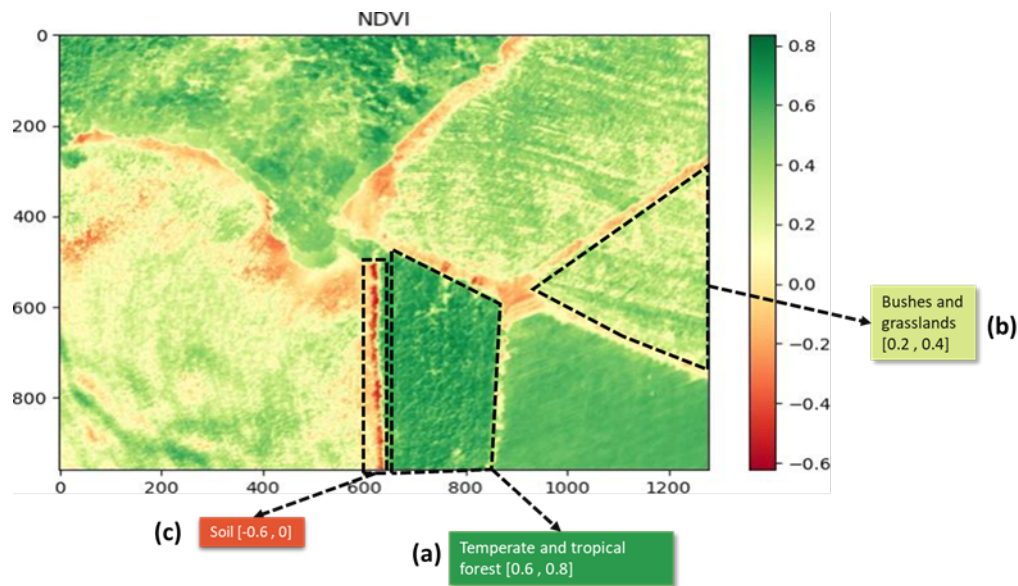 NDVI
0
200
400
600
800
0 200 400 600 800 1000 1200
0.8
0.6
0.4
0.2
0.0
−0.2
−0.4
−0.6
Bushes and
grasslands
[0.2 , 0.4]
(b)
(c)
Soil [-0.6 , 0]
(a)
Temperate and tropical
forest [0.6 , 0.8]